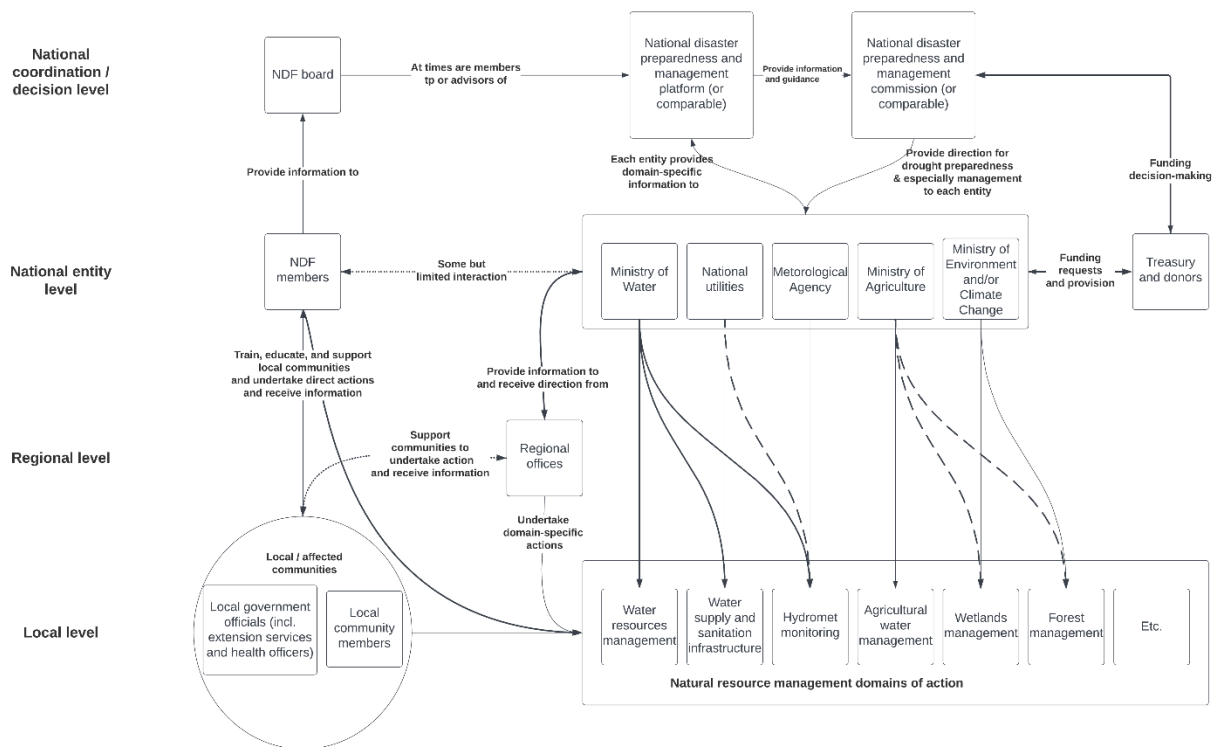 National
coordination /
decision level
NDF board
At times are members
tp or advisors of
National disaster
preparedness and
management
platform (or
comparable)
Provide information
and guidance
National disaster
preparedness and
management
commission (or
comparable)
Each entity provides
domain-specific
information to
Provide direction for
drought preparedness
& especially management
to each entity
Funding
decision-making
Provide information to
National entity
level
NDF
members
Some but
limited interaction
Ministry of
Water
National
utilities
Metorological
Agency
Ministry of
Agriculture
Ministry of
Environment
and/or
Climate
Change
Funding
requests
and provision
Treasury
and donors
Train, educate, and support
local communities
and undertake direct actions
and receive information
Provide information to
and receive direction from
Regional level
Support
communities to
undertake action
and receive information
Regional
offices
Undertake
domain-specific
actions
Local level
Local / affected
communities
Local government
officials (incl.
extension services
and health officers)
Local
community
members
Water
resources
management
Water
supply and
sanitation
infrastructure
Hydromet
monitoring
Agricultural
water
management
Wetlands
management
Forest
management
Etc.
Natural resource management domains of action